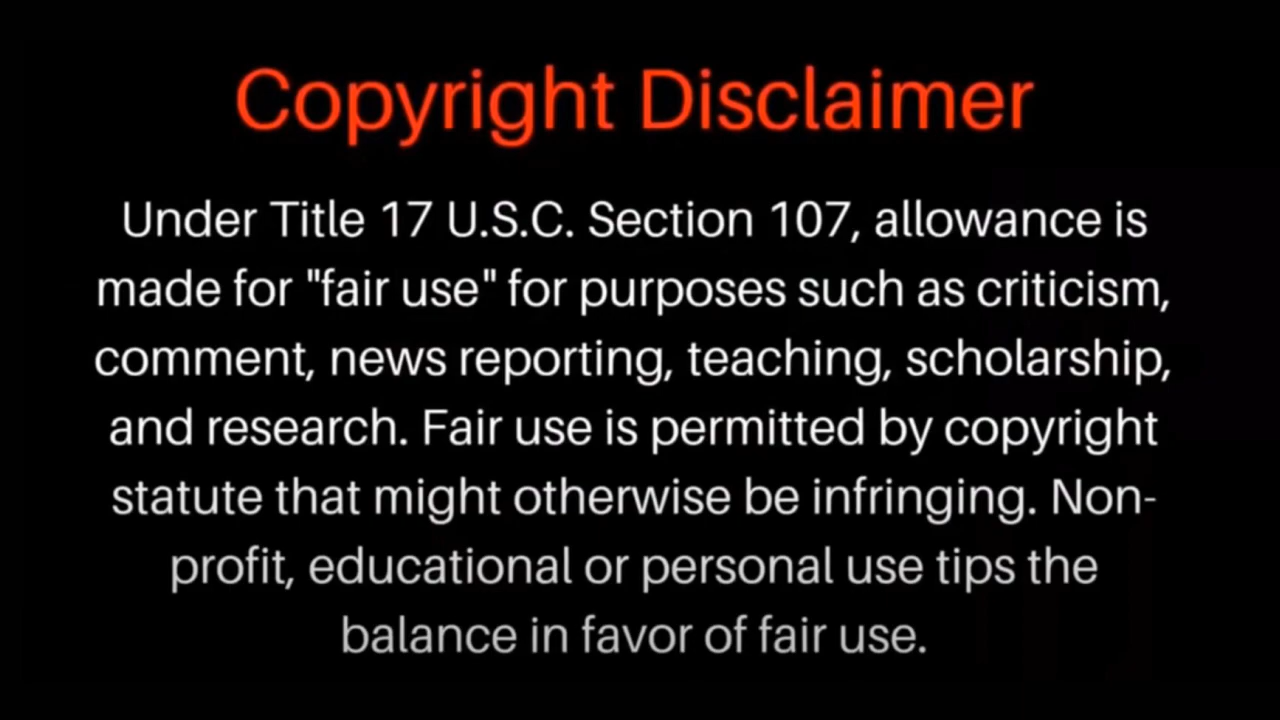 Copyright Disclaimer
Under Title 17 U.S.C. Section 107, allowance is
made for "fair use" for purposes such as criticism,
comment, news reporting, teaching, scholarship,
and research. Fair use is permitted by copyright
statute that might otherwise be infringing. Non-
profit, educational or personal use tips the
balance in favor of fair use.